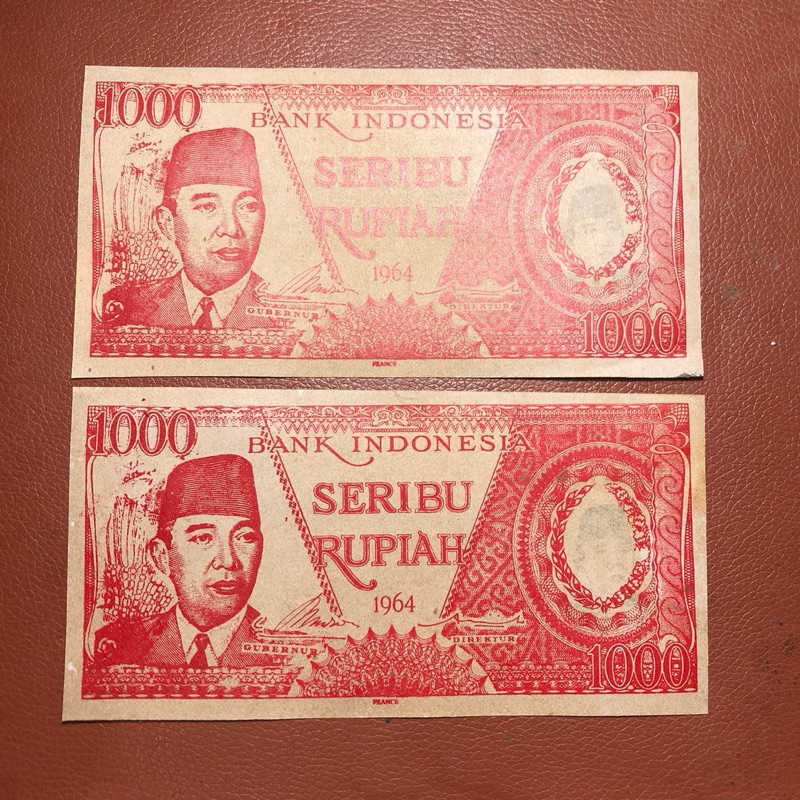 1000
BANK INDONESIA
SERIBU
RUPIAH
1964
GUBERNUR
DIREKTUR
1000
FRANCE
1000
BANK INDONESIA
SERIBU
RUPIAH
1964
GUBERNUR
DIREKTUR
1000
FRANCE